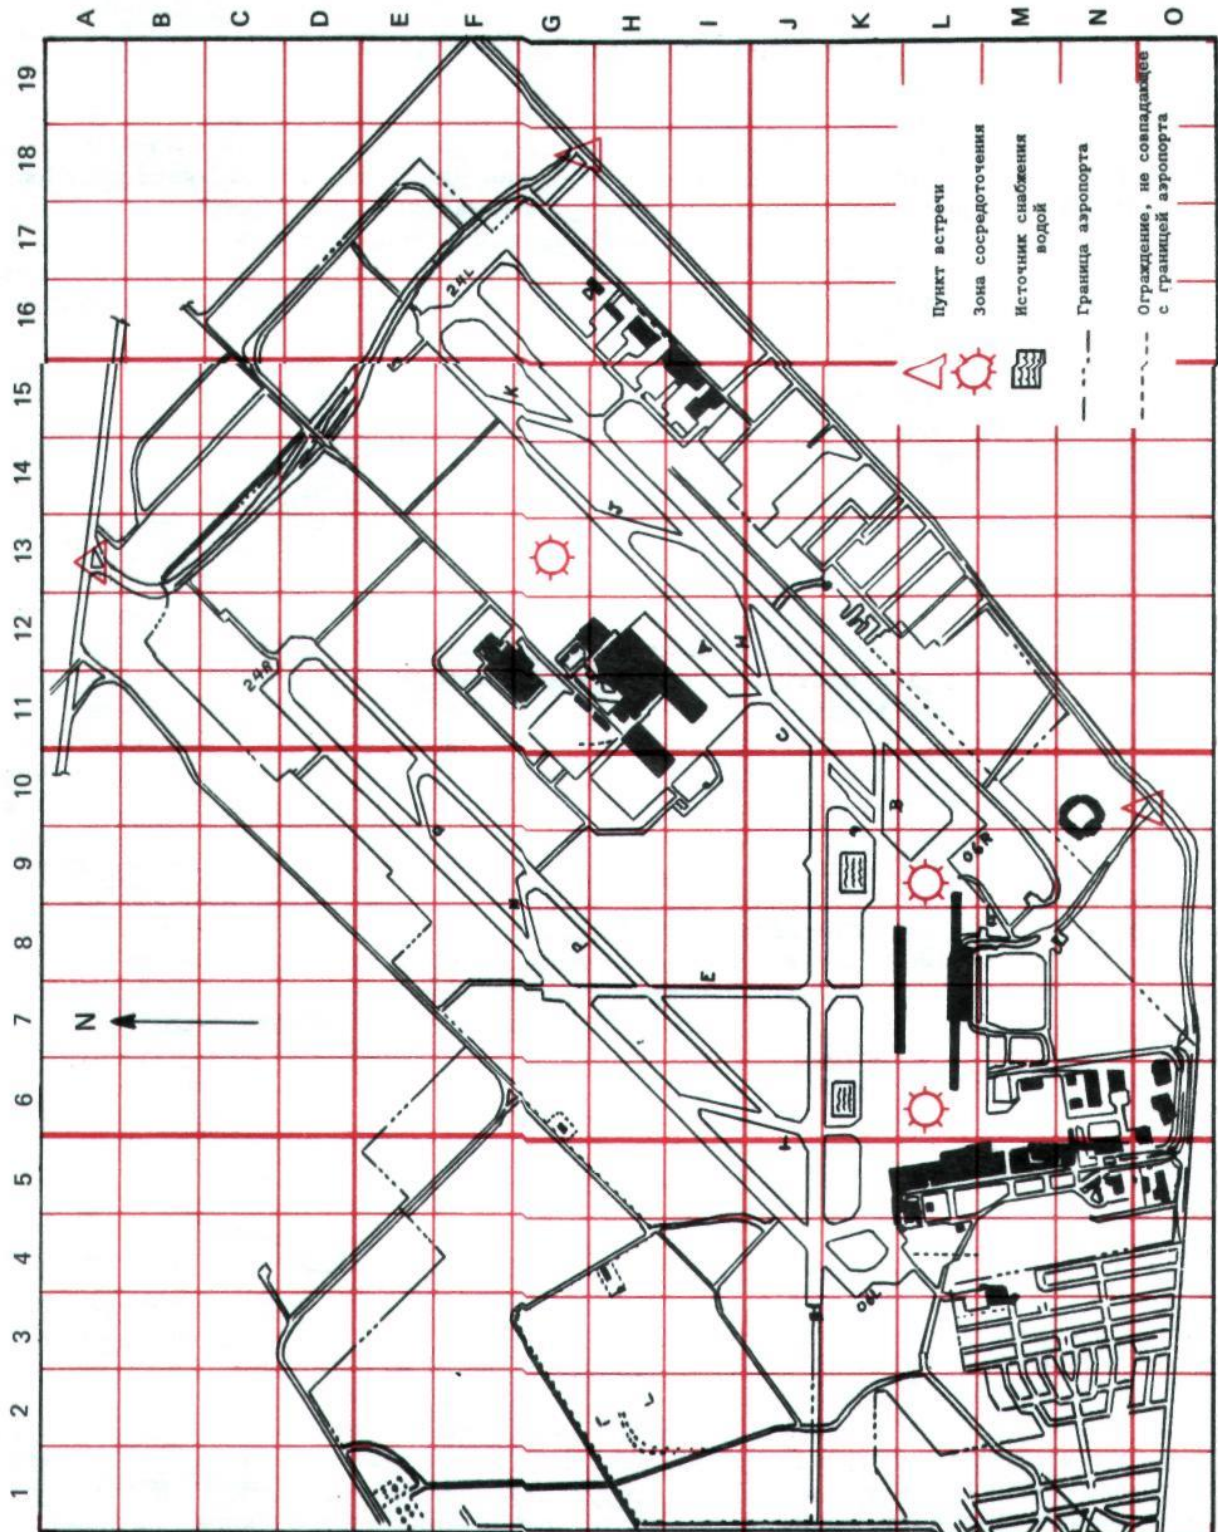 A B C D E F G H I J K L M N O
19
18
17
16
15
14
13
12
11
10
9
8
7
6
5
4
3
2
1
N
24L
24R
06R
06L
K
J
A
H
C
B
E
P
T
Пункт встречи
Зона сосредоточения
Источник снабжения
водой
Граница аэропорта
Ограждение, не совпадающее
с границей аэропорта